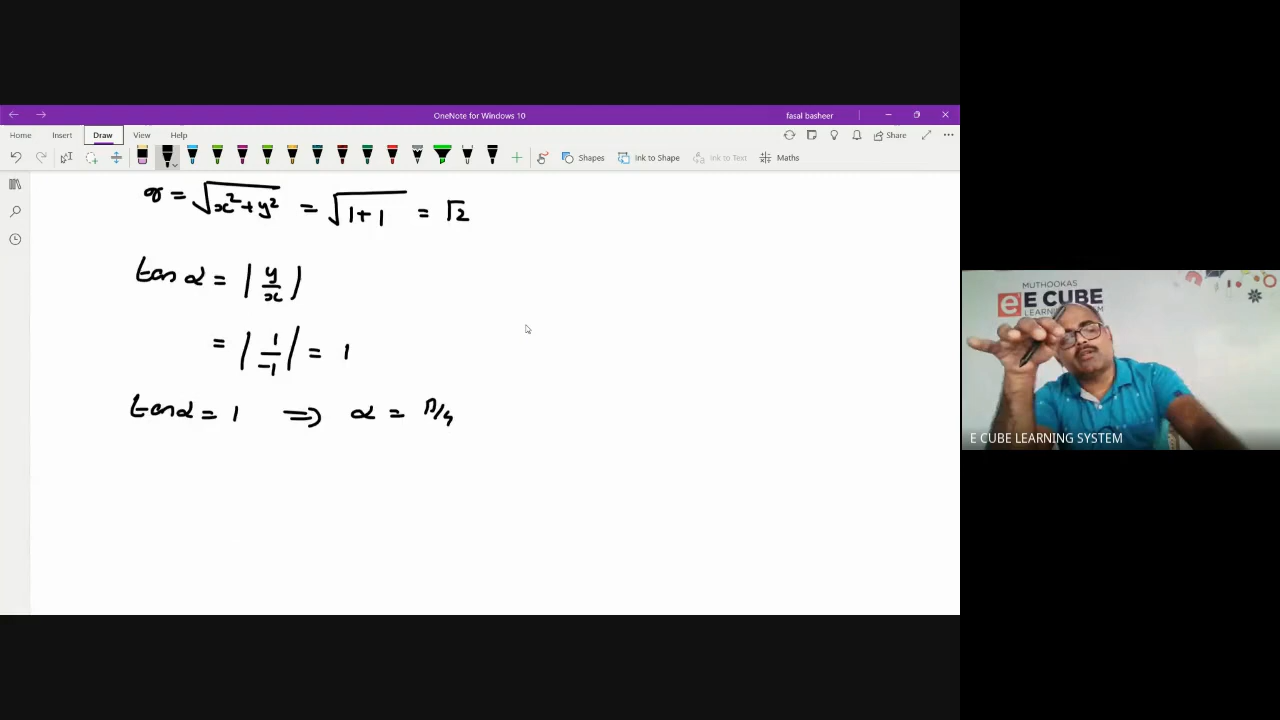 OneNote for Windows 10
fasal basheer
Home Insert Draw View Help
Share
Shapes Ink to Shape Ink to Text Maths
r = √x²+y² = √1+1 = √2
tan α = |y/x|
= |1/-1| = 1
tan α = 1 ⇒ α = π/4
MUTHOOKAS
e E CUBE
E CUBE LEARNING SYSTEM